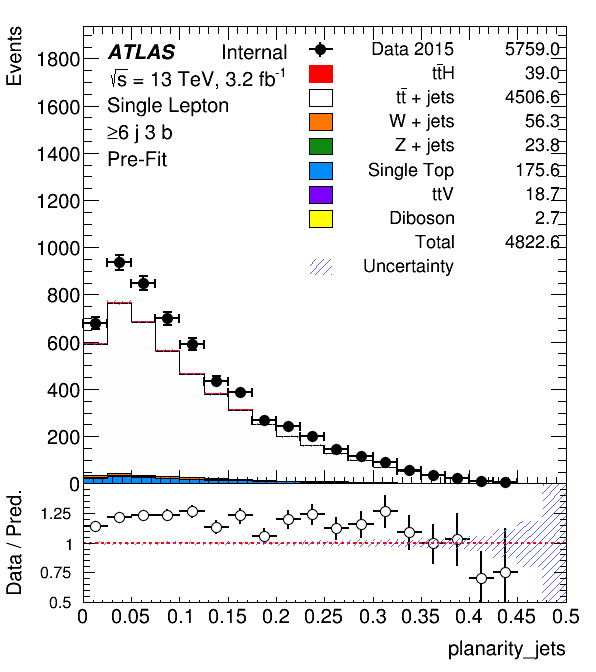 Events
1800
1600
1400
1200
1000
800
600
400
200
0
ATLAS Internal
√s = 13 TeV, 3.2 fb⁻¹
Single Lepton
≥6 j 3 b
Pre-Fit
Data 2015 5759.0
tt̄H 39.0
tt̄ + jets 4506.6
W + jets 56.3
Z + jets 23.8
Single Top 175.6
ttV 18.7
Diboson 2.7
Total 4822.6
Uncertainty
Data / Pred.
1.25
1
0.75
0.5
0 0.05 0.1 0.15 0.2 0.25 0.3 0.35 0.4 0.45 0.5
planarity_jets